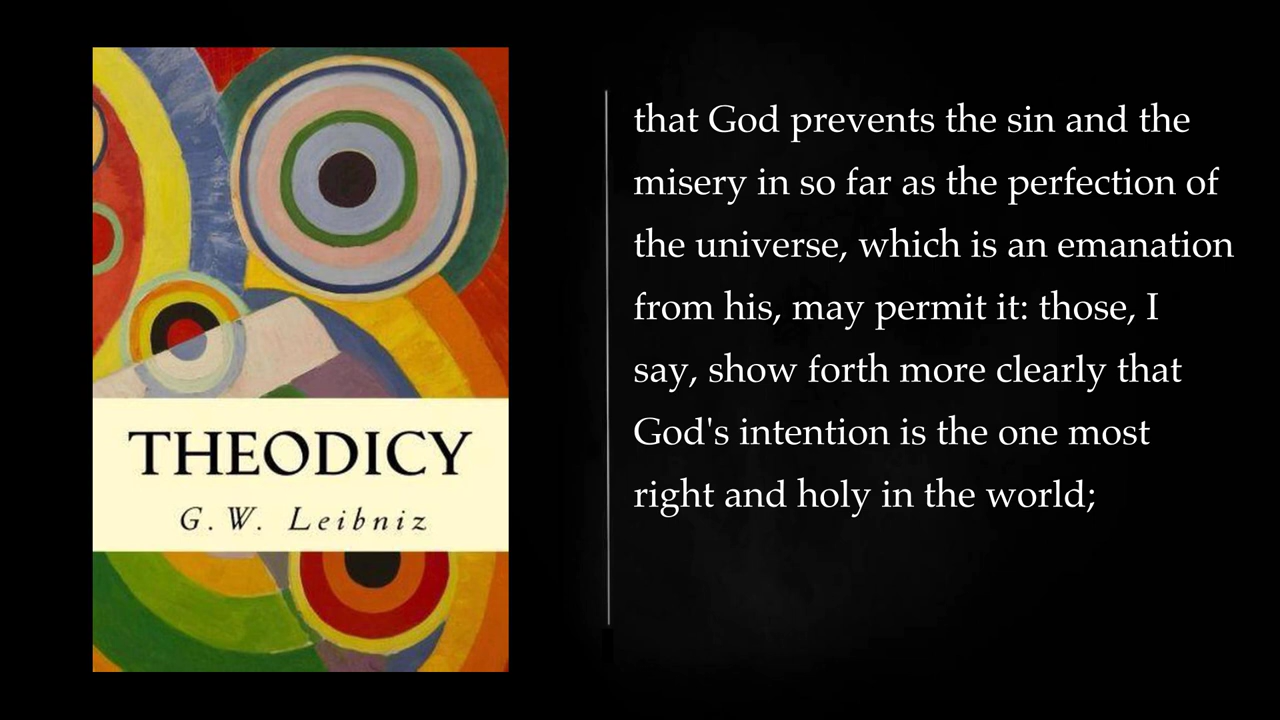 THEODICY
G.W. Leibniz
that God prevents the sin and the
misery in so far as the perfection of
the universe, which is an emanation
from his, may permit it: those, I
say, show forth more clearly that
God's intention is the one most
right and holy in the world;